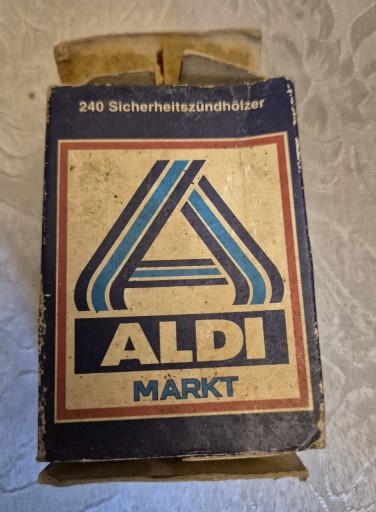 240 Sicherheitszündhölzer
ALDI
MARKT